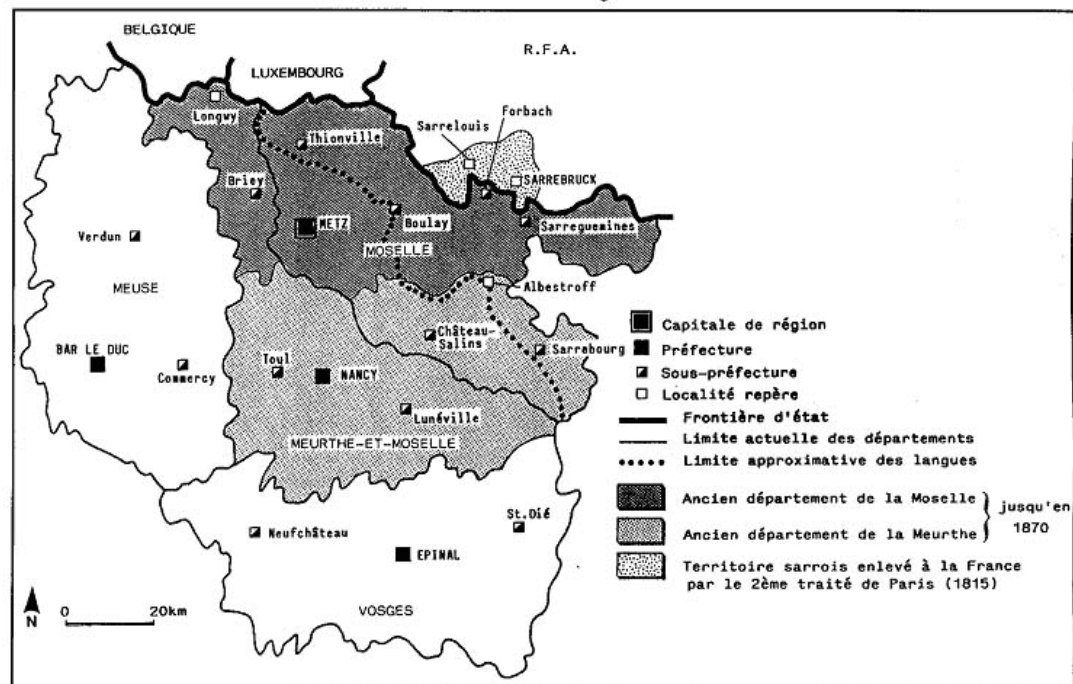 BELGIQUE
R.F.A.
LUXEMBOURG
Forbach
Sarrelouis
Longwy
Thionville
SARREBRUCK
Briey
METZ
Boulay
Sarreguemines
Verdun
MOSELLE
MEUSE
Albestroff
Château-
Salins
Sarrebourg
BAR LE DUC
Toul
Commercy
NANCY
Lunéville
MEURTHE-ET-MOSELLE
St.Dié
Neufchâteau
EPINAL
VOSGES
N
0 20km
Capitale de région
Préfecture
Sous-préfecture
Localité repère
Frontière d'état
Limite actuelle des départements
Limite approximative des langues
Ancien département de la Moselle
Ancien département de la Meurthe
jusqu'en
1870
Territoire sarrois enlevé à la France
par le 2ème traité de Paris (1815)